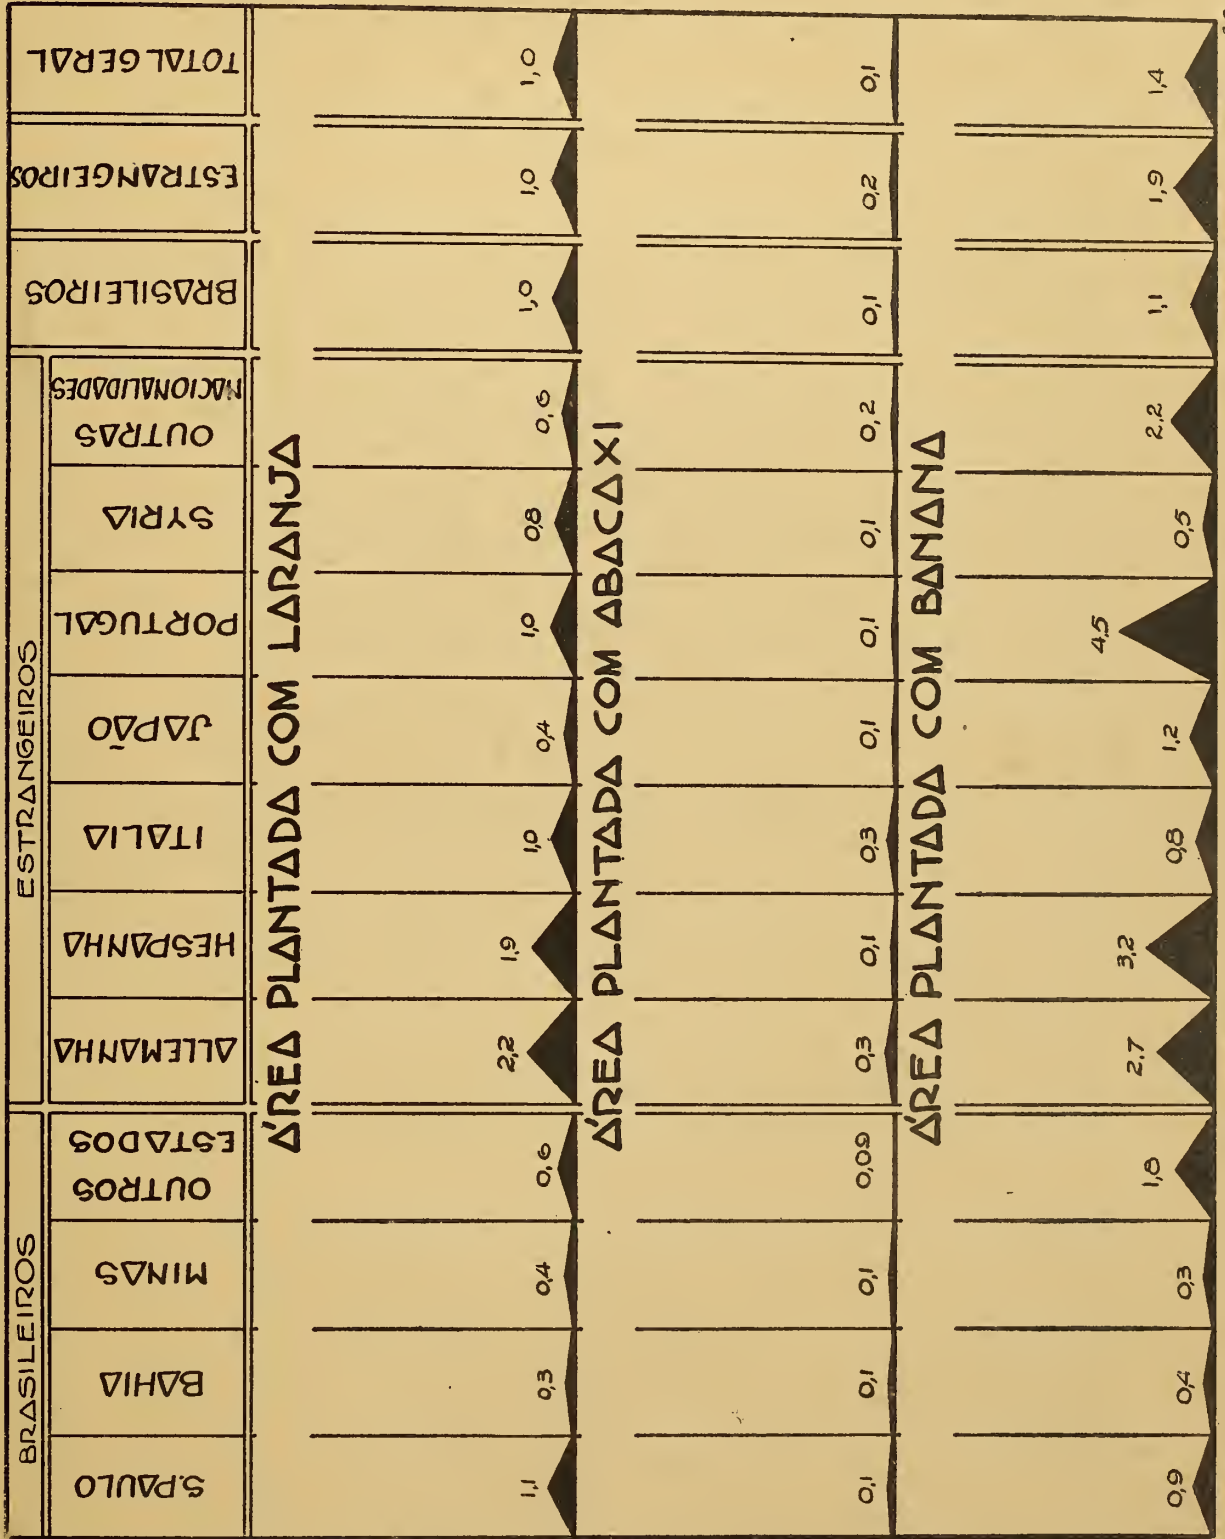 BRASILEIROS
ESTRANGEIROS
S.PAULO
BAHIA
MINAS
OUTROS
ESTADOS
ALLEMANHA
HESPANHA
ITALIA
JAPÃO
PORTUGAL
SYRIA
OUTRAS
NACIONALIDADES
BRASILEIROS
ESTRANGEIROS
TOTAL GERAL
ÁREA PLANTADA COM LARANJA
1,1
0,3
0,4
0,6
2,2
1,9
1,0
0,4
1,0
0,8
0,6
1,0
1,0
1,0
ÁREA PLANTADA COM ABACAXI
0,1
0,1
0,1
0,09
0,3
0,1
0,3
0,1
0,1
0,1
0,2
0,1
0,2
0,1
ÁREA PLANTADA COM BANANA
0,9
0,4
0,3
1,8
2,7
3,2
0,8
1,2
4,5
0,5
2,2
1,1
1,9
1,4